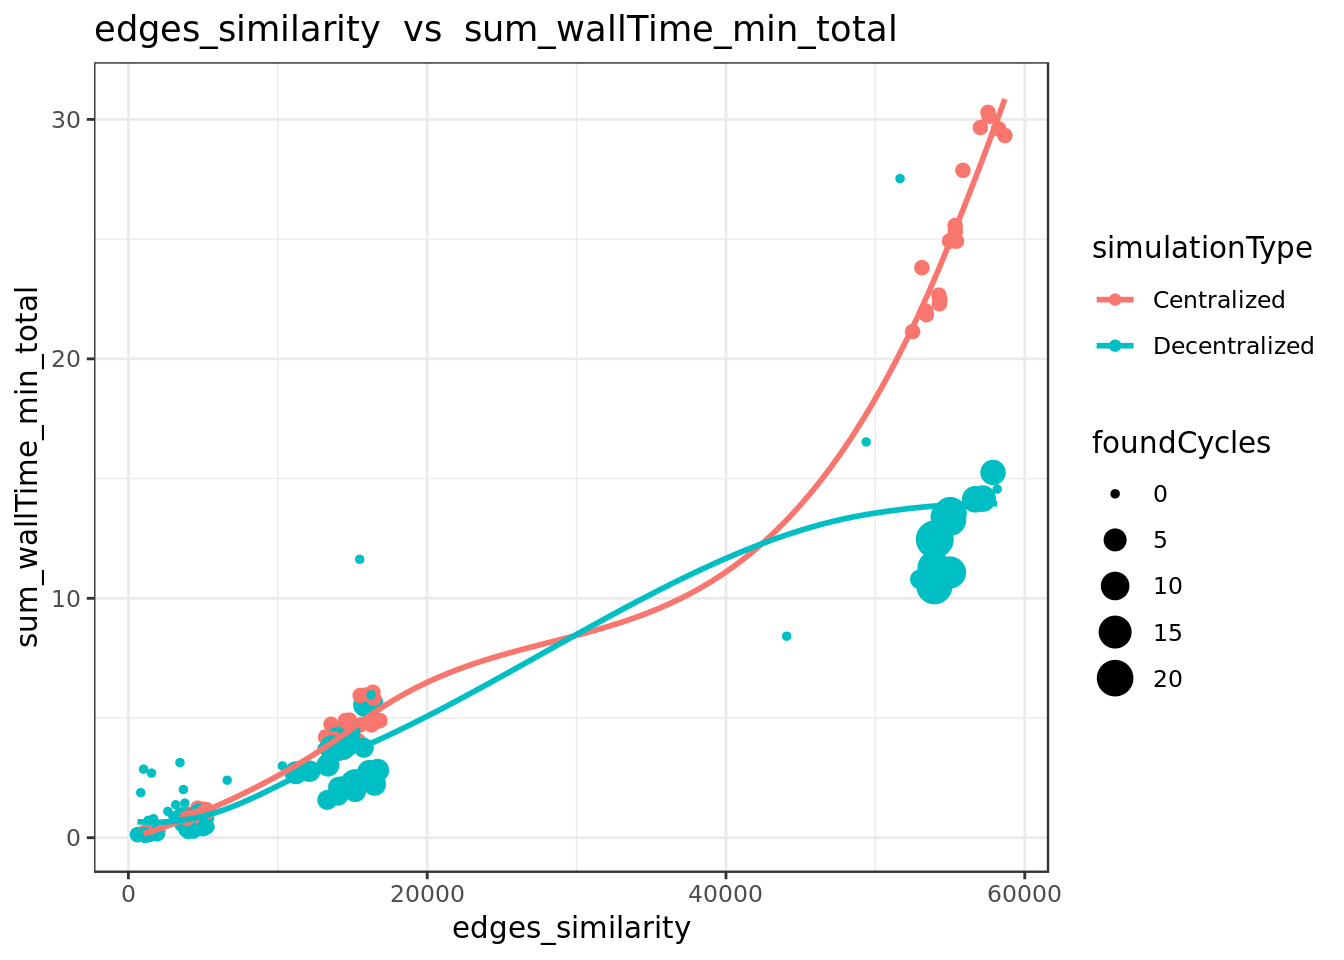 edges_similarity vs sum_wallTime_min_total
sum_wallTime_min_total
30
20
10
0
0 20000 40000 60000
edges_similarity
simulationType
Centralized
Decentralized
foundCycles
0
5
10
15
20